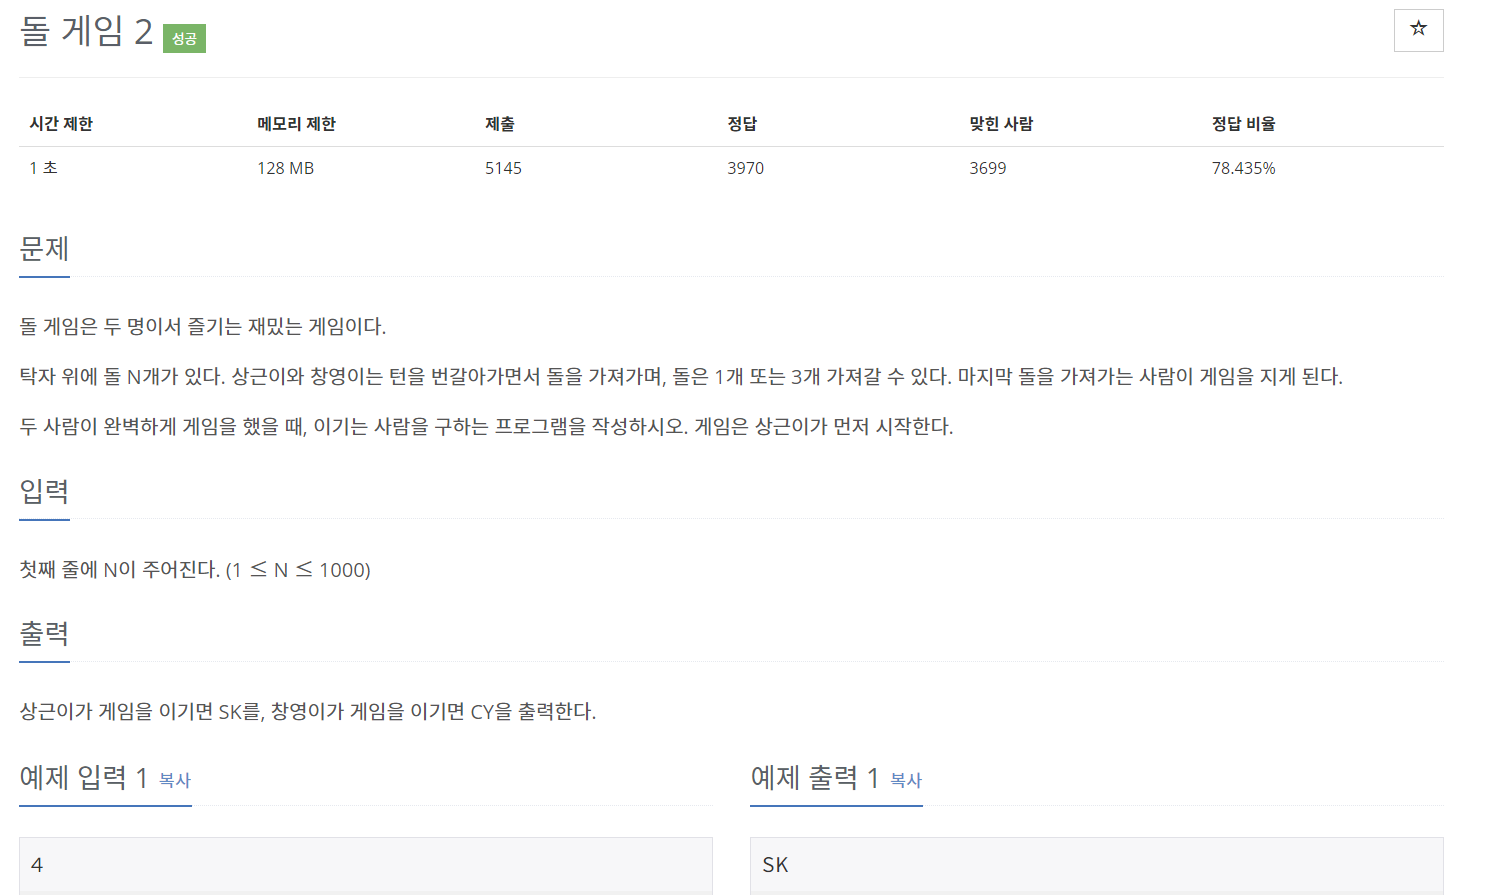 돌 게임 2 성공
☆
시간 제한 메모리 제한 제출 정답 맞힌 사람 정답 비율
1 초 128 MB 5145 3970 3699 78.435%
문제
돌 게임은 두 명이서 즐기는 재밌는 게임이다.
탁자 위에 돌 N개가 있다. 상근이와 창영이는 턴을 번갈아가면서 돌을 가져가며, 돌은 1개 또는 3개 가져갈 수 있다. 마지막 돌을 가져가는 사람이 게임을 지게 된다.
두 사람이 완벽하게 게임을 했을 때, 이기는 사람을 구하는 프로그램을 작성하시오. 게임은 상근이가 먼저 시작한다.
입력
첫째 줄에 N이 주어진다. (1 ≤ N ≤ 1000)
출력
상근이가 게임을 이기면 SK를, 창영이가 게임을 이기면 CY을 출력한다.
예제 입력 1 복사
4
예제 출력 1 복사
SK